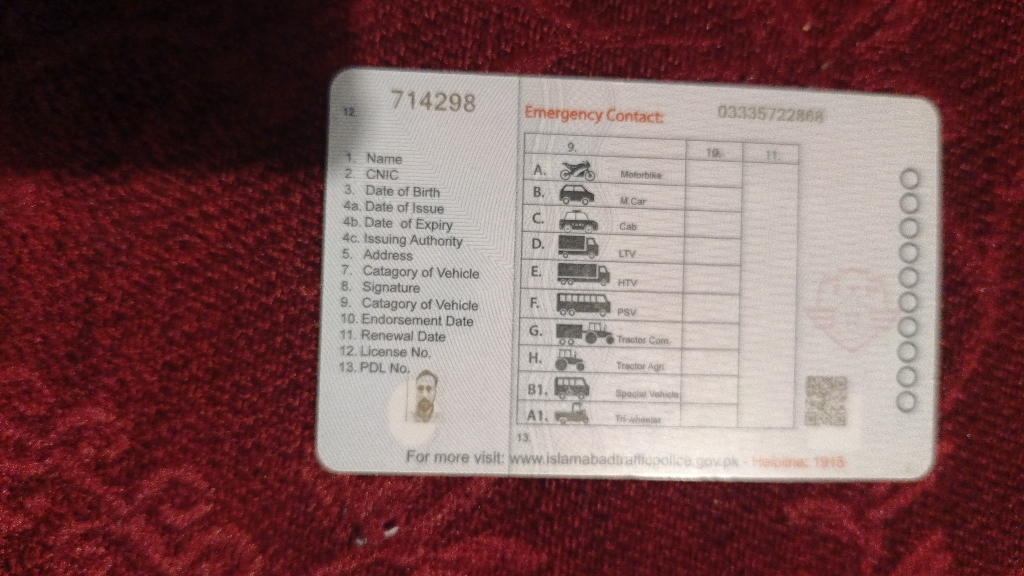 12.
714298
1. Name
2. CNIC
3. Date of Birth
4a. Date of Issue
4b. Date of Expiry
4c. Issuing Authority
5. Address
7. Catagory of Vehicle
8. Signature
9. Catagory of Vehicle
10. Endorsement Date
11. Renewal Date
12. License No.
13. PDL No.
Emergency Contact: 03335722868
9. 10. 11.
A. Motorbike
B. M.Car
C. Cab
D. LTV
E. HTV
F. PSV
G. Tractor Com.
H. Tractor Agri
B1. Special Vehicle
A1. Tri-wheeler
13.
For more visit: www.islamabadtrafficpolice.gov.pk - Helpline: 1915